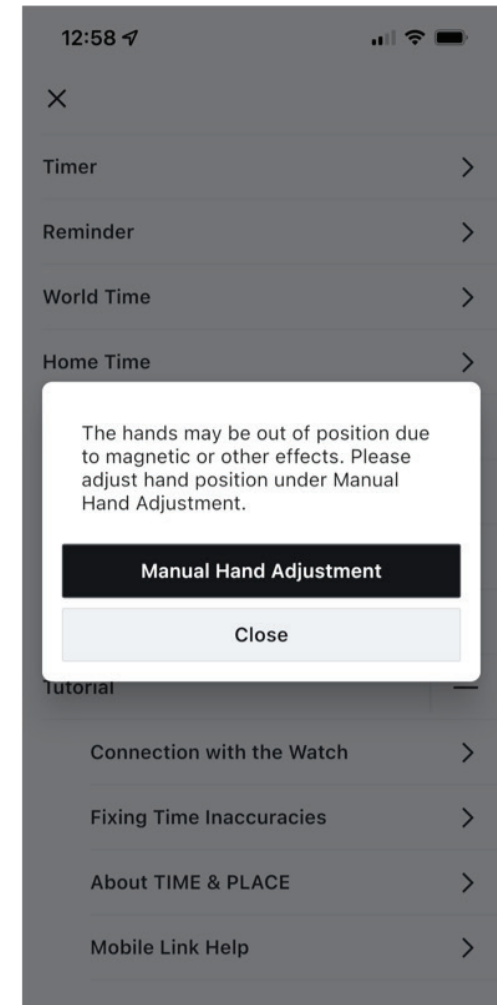 12:58
Timer
Reminder
World Time
Home Time
The hands may be out of position due
to magnetic or other effects. Please
adjust hand position under Manual
Hand Adjustment.
Manual Hand Adjustment
Close
Tutorial
Connection with the Watch
Fixing Time Inaccuracies
About TIME & PLACE
Mobile Link Help